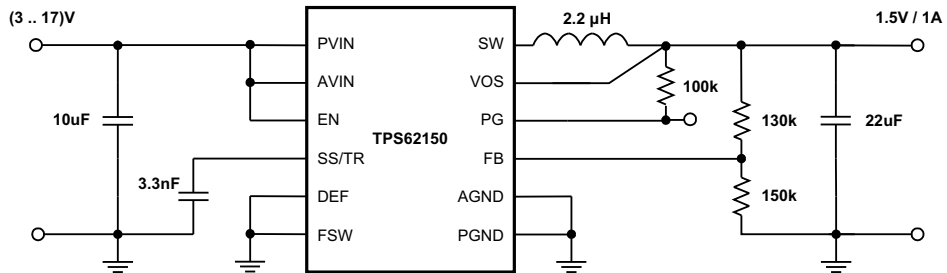 (3 .. 17)V
2.2 µH
1.5V / 1A
PVIN
SW
AVIN
VOS
100k
10uF
EN
PG
130k
22uF
TPS62150
SS/TR
FB
3.3nF
150k
DEF
AGND
FSW
PGND